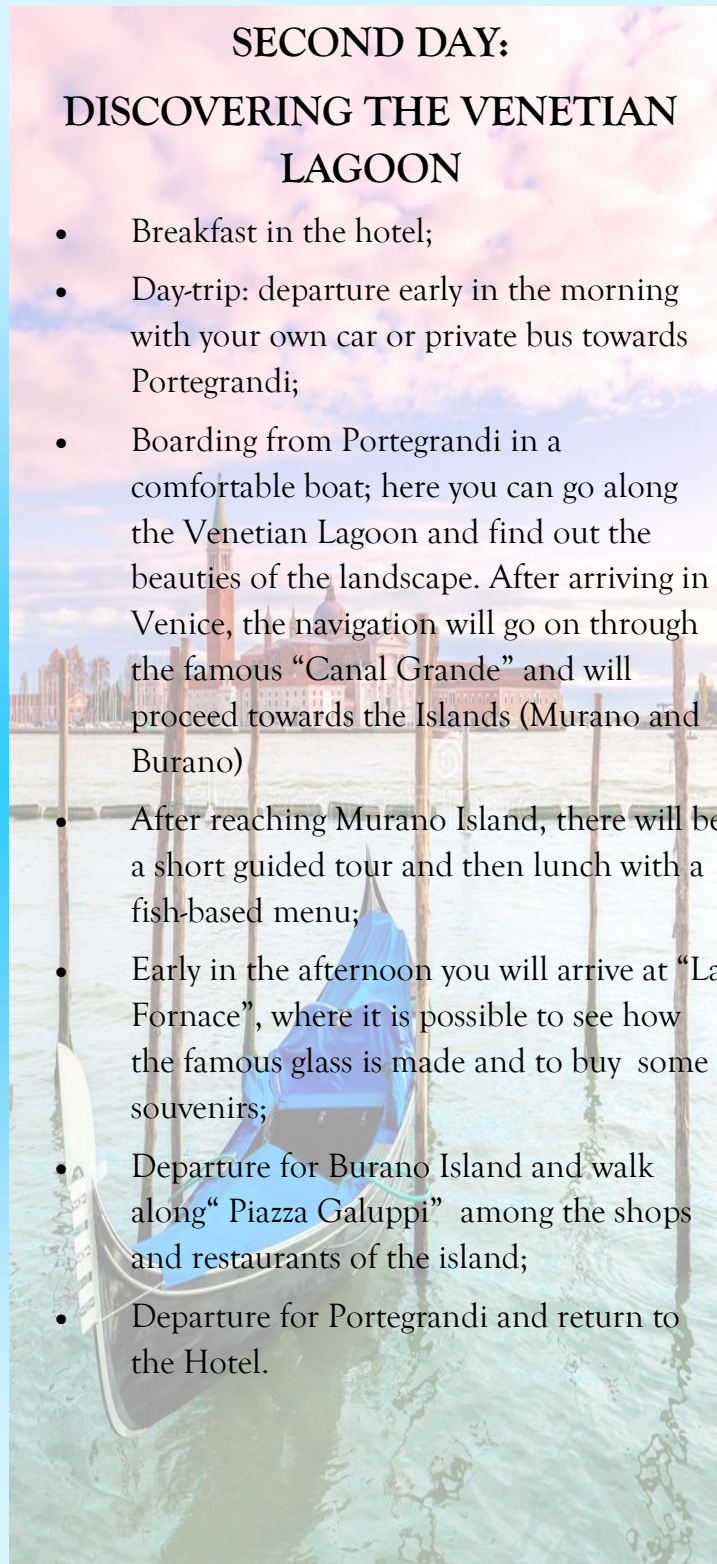 SECOND DAY:
DISCOVERING THE VENETIAN
LAGOON
• Breakfast in the hotel;
• Day-trip: departure early in the morning
with your own car or private bus towards
Portegrandi;
• Boarding from Portegrandi in a
comfortable boat; here you can go along
the Venetian Lagoon and find out the
beauties of the landscape. After arriving in
Venice, the navigation will go on through
the famous “Canal Grande” and will
proceed towards the Islands (Murano and
Burano)
• After reaching Murano Island, there will be
a short guided tour and then lunch with a
fish-based menu;
• Early in the afternoon you will arrive at “La
Fornace”, where it is possible to see how
the famous glass is made and to buy  some
souvenirs;
• Departure for Burano Island and walk
along“ Piazza Galuppi”  among the shops
and restaurants of the island;
• Departure for Portegrandi and return to
the Hotel.